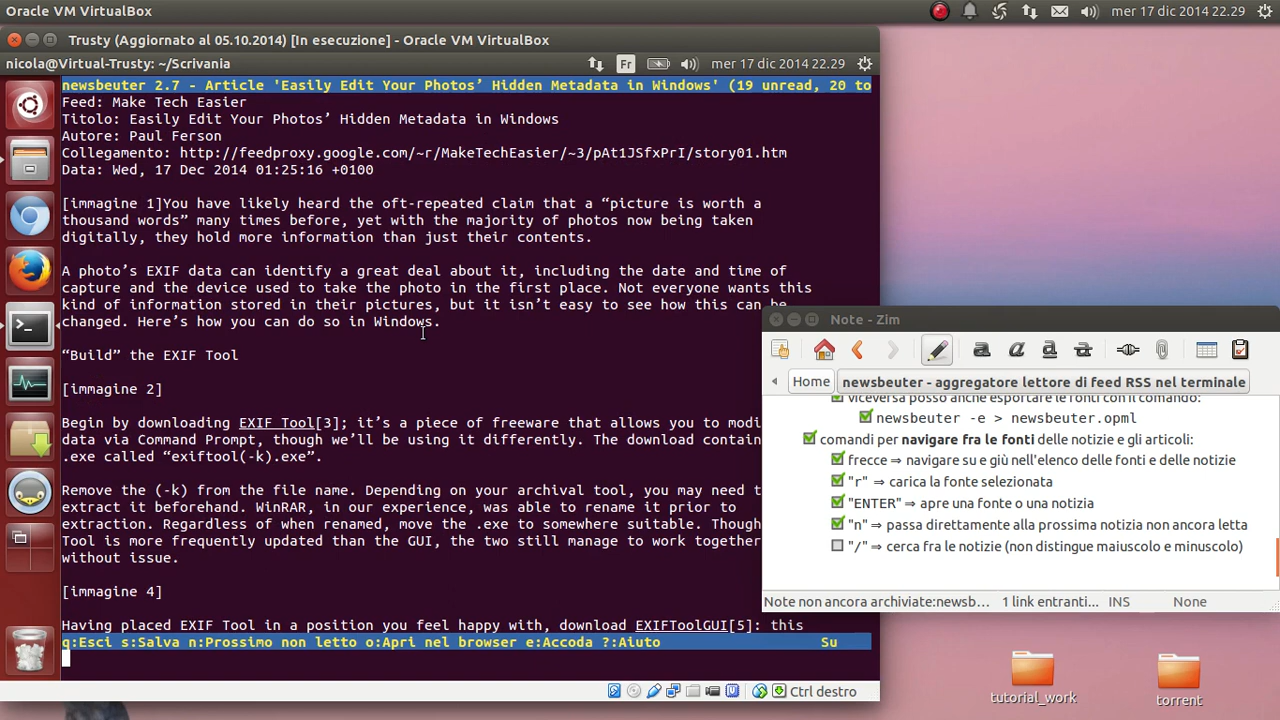 Oracle VM VirtualBox
mer 17 dic 2014 22.29
Trusty (Aggiornato al 05.10.2014) [In esecuzione] - Oracle VM VirtualBox
nicola@Virtual-Trusty: ~/Scrivania
Fr
mer 17 dic 2014 22.29
newsbeuter 2.7 - Article 'Easily Edit Your Photos’ Hidden Metadata in Windows' (19 unread, 20 to
Feed: Make Tech Easier
Titolo: Easily Edit Your Photos’ Hidden Metadata in Windows
Autore: Paul Ferson
Collegamento: http://feedproxy.google.com/~r/MakeTechEasier/~3/pAt1JSfxPrI/story01.htm
Data: Wed, 17 Dec 2014 01:25:16 +0100
[immagine 1]You have likely heard the oft-repeated claim that a “picture is worth a
thousand words” many times before, yet with the majority of photos now being taken
digitally, they hold more information than just their contents.
A photo’s EXIF data can identify a great deal about it, including the date and time of
capture and the device used to take the photo in the first place. Not everyone wants this
kind of information stored in their pictures, but it isn’t easy to see how this can be
changed. Here’s how you can do so in Windows.
“Build” the EXIF Tool
[immagine 2]
Begin by downloading EXIF Tool[3]; it’s a piece of freeware that allows you to modi
data via Command Prompt, though we’ll be using it differently. The download contain
.exe called “exiftool(-k).exe”.
Remove the (-k) from the file name. Depending on your archival tool, you may need t
extract it beforehand. WinRAR, in our experience, was able to rename it prior to
extraction. Regardless of when renamed, move the .exe to somewhere suitable. Though
Tool is more frequently updated than the GUI, the two still manage to work together
without issue.
[immagine 4]
Having placed EXIF Tool in a position you feel happy with, download EXIFToolGUI[5]; this
q:Esci s:Salva n:Prossimo non letto o:Apri nel browser e:Accoda ?:Aiuto Su
Ctrl destro
Note - Zim
Home
newsbeuter - aggregatore lettore di feed RSS nel terminale
viceversa posso anche esportare le fonti con il comando:
newsbeuter -e > newsbeuter.opml
comandi per navigare fra le fonti delle notizie e gli articoli:
frecce ⇒ navigare su e giù nell'elenco delle fonti e delle notizie
"r" ⇒ carica la fonte selezionata
"ENTER" ⇒ apre una fonte o una notizia
"n" ⇒ passa direttamente alla prossima notizia non ancora letta
"/" ⇒ cerca fra le notizie (non distingue maiuscolo e minuscolo)
Note non ancora archiviate:newsb... 1 link entranti... INS None
tutorial_work
torrent